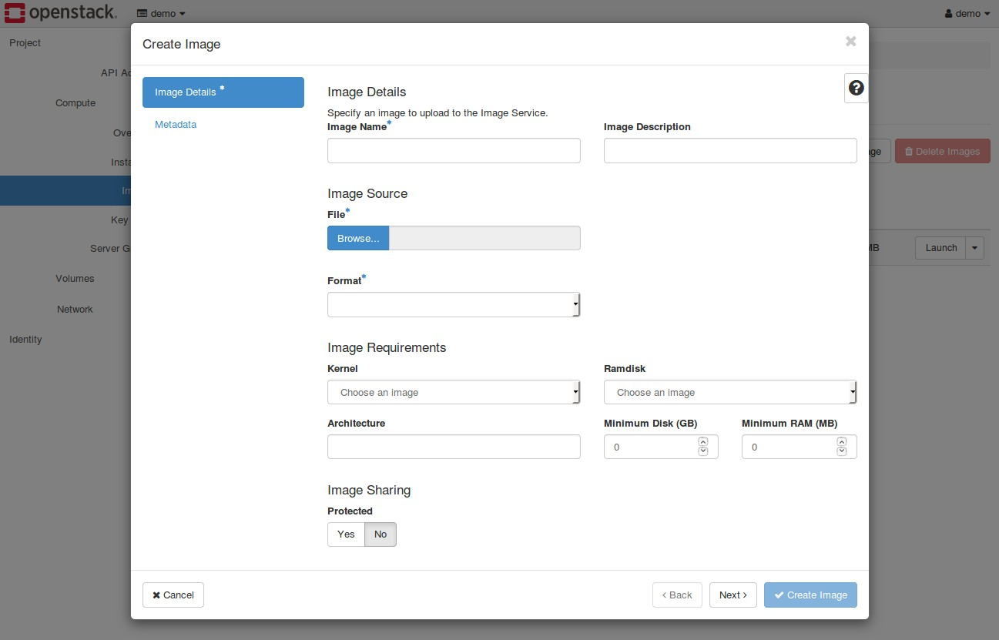 openstack. demo demo
Project
API Ac
Compute
Ove
Insta
Im
Key
Server G
Volumes
Network
Identity
Create Image
Image Details *
Metadata
Image Details
Specify an image to upload to the Image Service.
Image Name* Image Description
Image Source
File*
Browse...
Format*
Image Requirements
Kernel Ramdisk
Choose an image Choose an image
Architecture Minimum Disk (GB) Minimum RAM (MB)
0 0
Image Sharing
Protected
Yes No
Cancel < Back Next > Create Image
age Delete Images
MB Launch